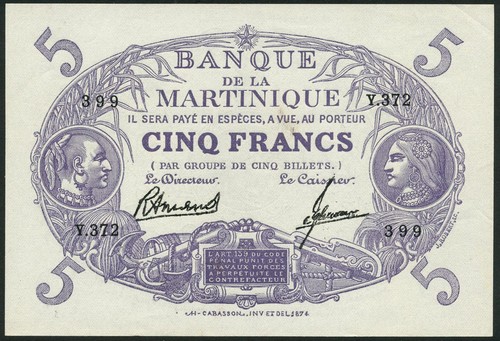 5 5
BANQUE
DE LA
399 MARTINIQUE Y.372
IL SERA PAYÉ EN ESPÈCES, A VUE, AU PORTEUR
CINQ FRANCS
(PAR GROUPE DE CINQ BILLETS.)
Le Directeur. Le Caissier.
Y.372 399
L'ART. 139 DU CODE
PÉNAL PUNIT DES
TRAVAUX FORCÉS
A PERPÉTUITÉ LE
CONTREFACTEUR
5 5
CABASSON, INV ET DEL 1874